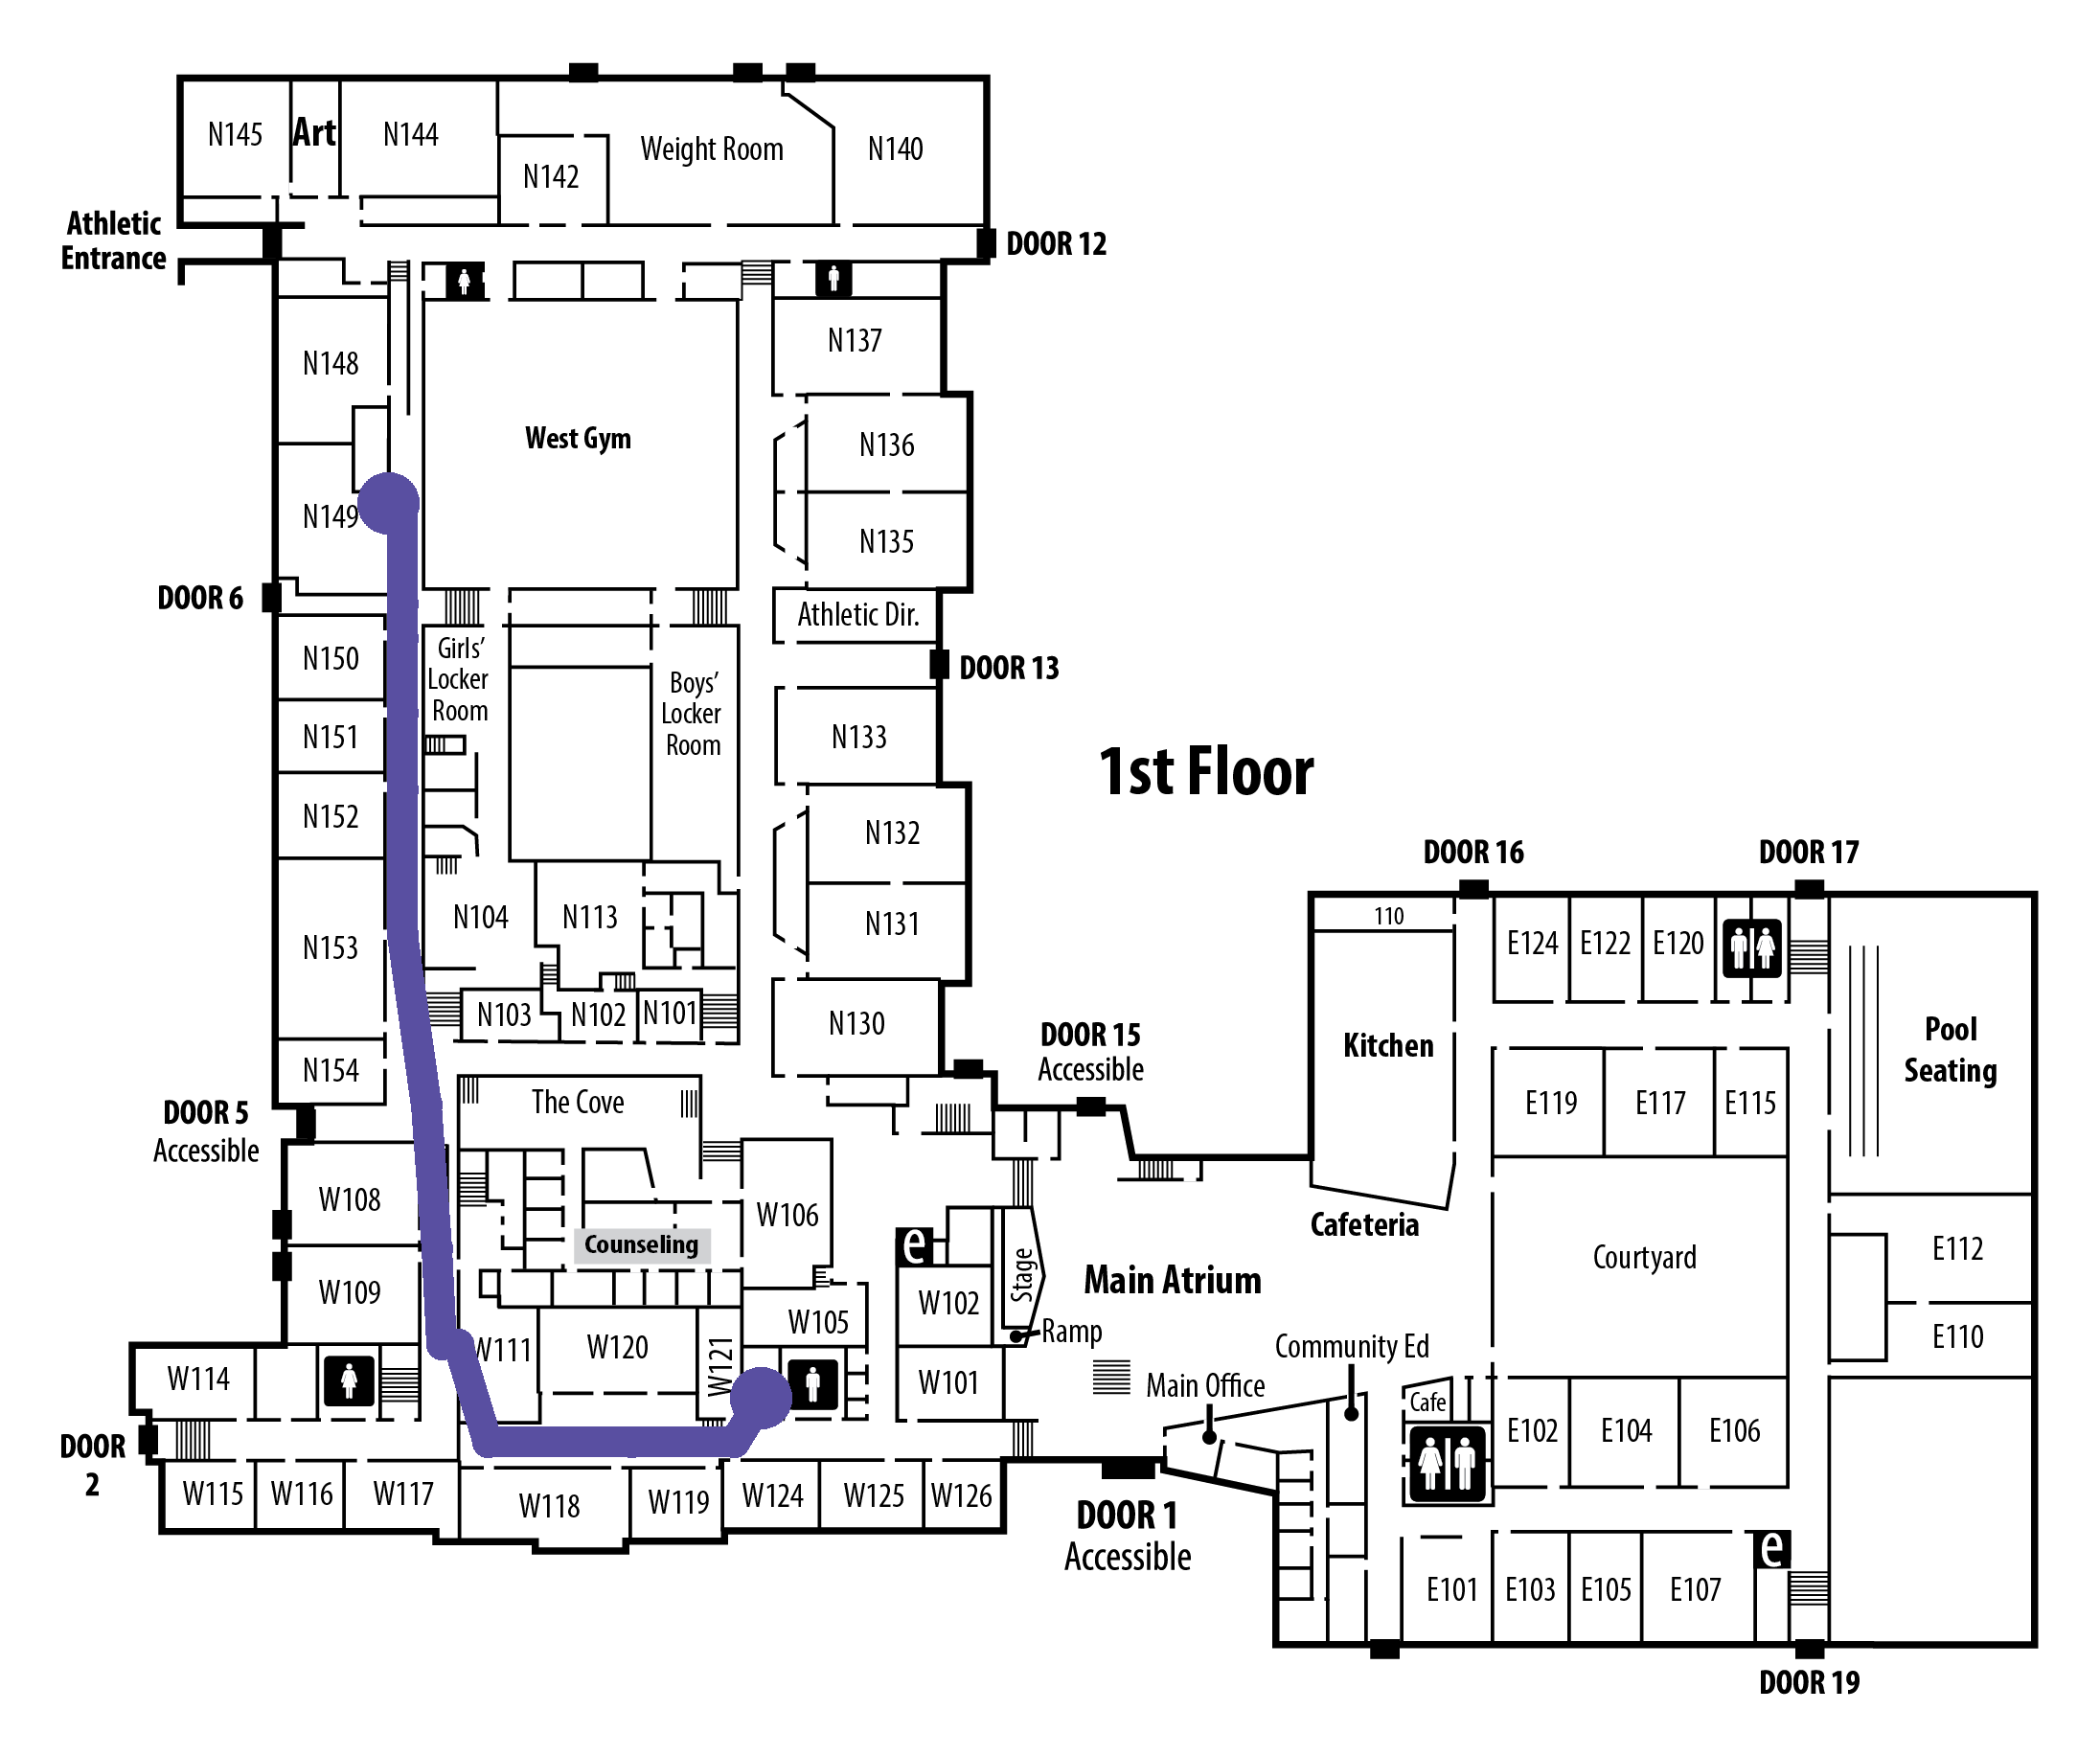 N145
Art
N144
N142
Weight Room
N140
Athletic
Entrance
DOOR 12
N148
N137
West Gym
N136
N149
N135
DOOR 6
Athletic Dir.
N150
Girls'
Locker
Room
Boys'
Locker
Room
DOOR 13
N151
N133
1st Floor
N152
N132
DOOR 16
DOOR 17
N153
N104
N113
N131
110
E124
E122
E120
N103
N102
N101
N130
DOOR 15
Accessible
Kitchen
Pool
Seating
N154
The Cove
DOOR 5
Accessible
E119
E117
E115
W108
W106
Counseling
e
Cafeteria
Courtyard
E112
W109
W105
W102
Stage
Main Atrium
Ramp
E110
W111
W120
W121
Community Ed
W114
W101
Main Office
Cafe
DOOR
2
E102
E104
E106
W115
W116
W117
W118
W119
W124
W125
W126
DOOR 1
Accessible
e
E101
E103
E105
E107
DOOR 19